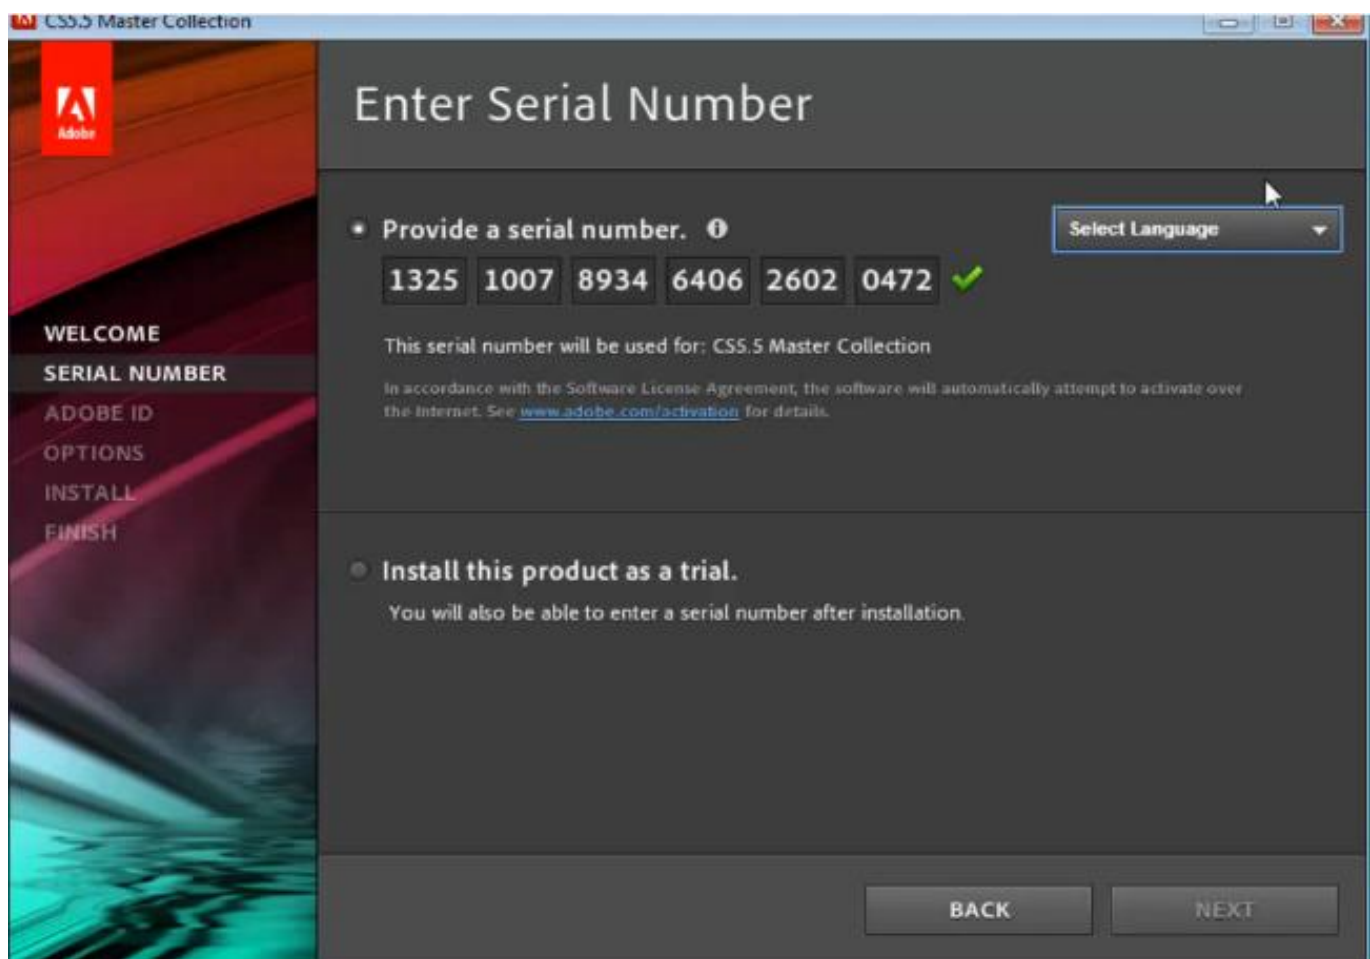 CS5.5 Master Collection
Adobe
Enter Serial Number
Provide a serial number.
Select Language
1325 1007 8934 6406 2602 0472
This serial number will be used for: CS5.5 Master Collection
In accordance with the Software License Agreement, the software will automatically attempt to activate over
the Internet. See www.adobe.com/activation for details.
WELCOME
SERIAL NUMBER
ADOBE ID
OPTIONS
INSTALL
FINISH
Install this product as a trial.
You will also be able to enter a serial number after installation.
BACK
NEXT